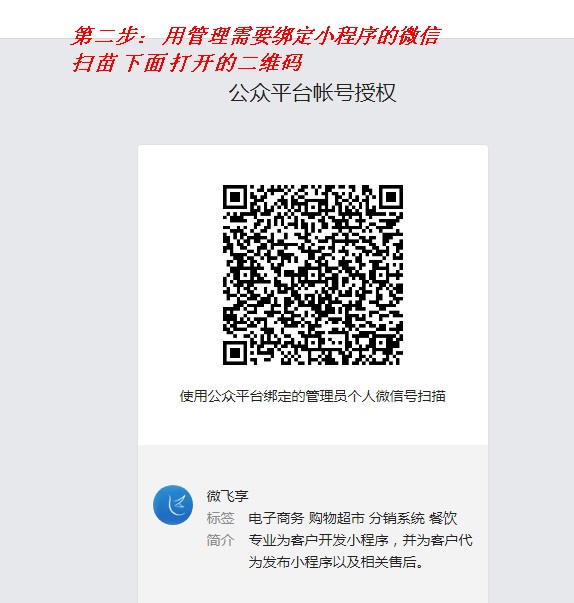 第二步： 用管理需要绑定小程序的微信
扫苗 下面 打开的二维码
公众平台帐号授权
使用公众平台绑定的管理员个人微信号扫描
微飞享
标签 电子商务 购物超市 分销系统 餐饮
简介 专业为客户开发小程序，并为客户代
为发布小程序以及相关售后。